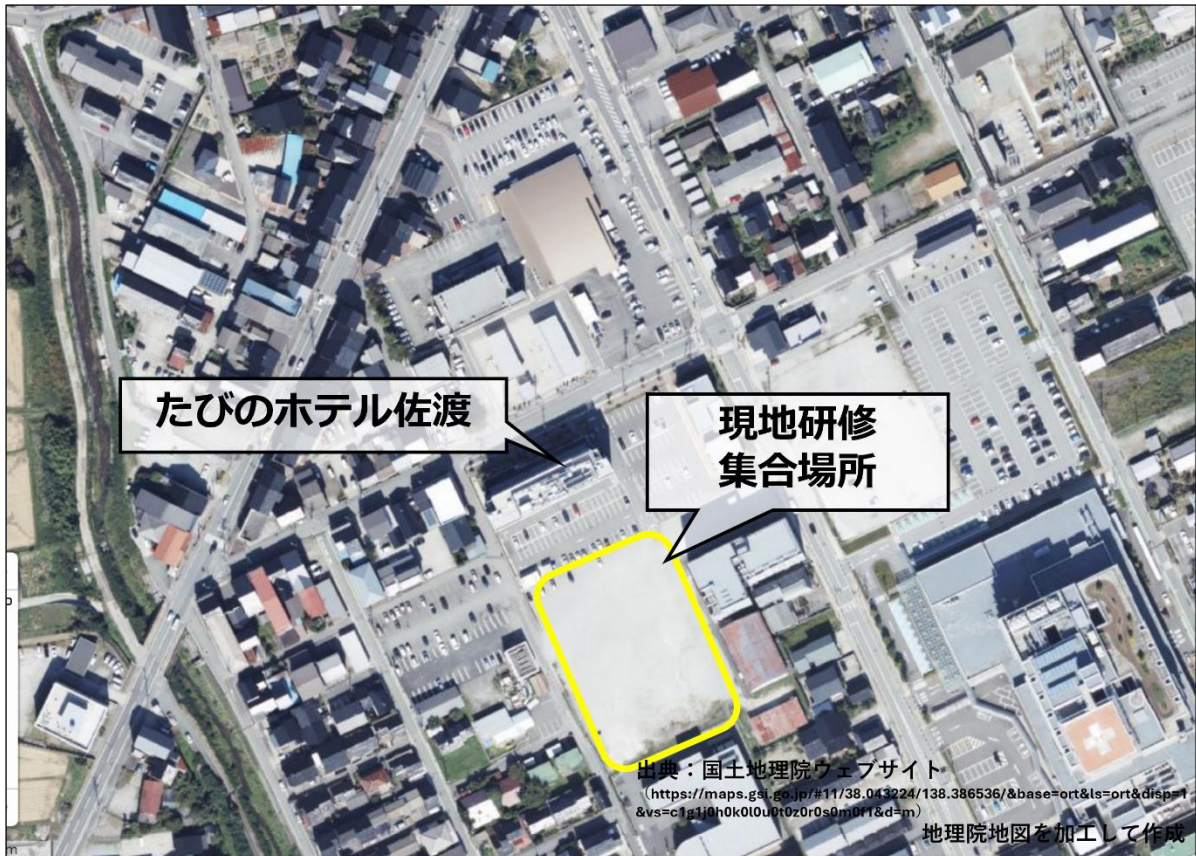 たびのホテル佐渡
現地研修
集合場所
出典：国土地理院ウェブサイト
（https://maps.gsi.go.jp/#11/38.043224/138.386536/&base=ort&ls=ort&disp=1
&vs=c1g1j0h0k0l0u0t0z0r0s0m0f1&d=m）
地理院地図を加工して作成